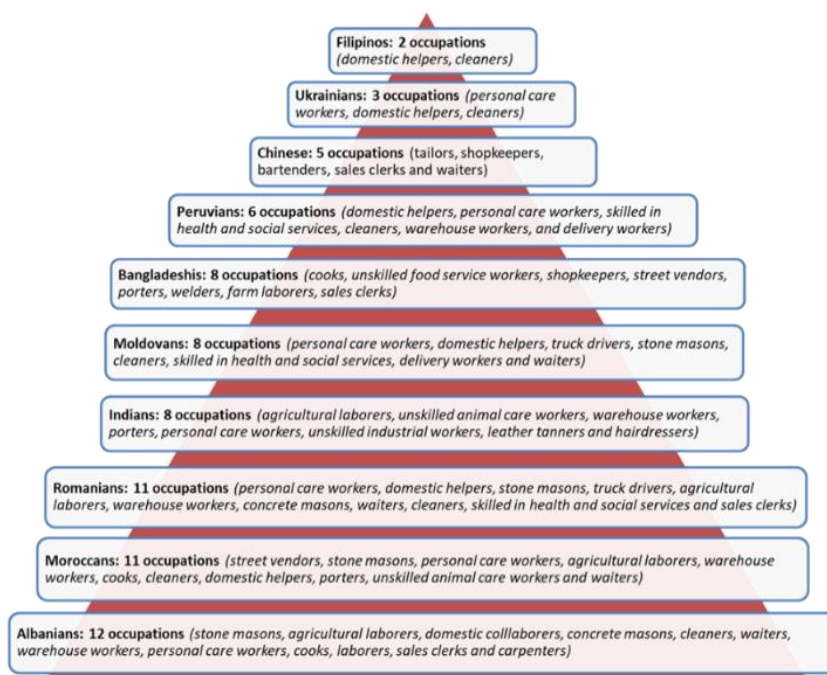 Filipinos: 2 occupations
(domestic helpers, cleaners)
Ukrainians: 3 occupations (personal care
workers, domestic helpers, cleaners)
Chinese: 5 occupations (tailors, shopkeepers,
bartenders, sales clerks and waiters)
Peruvians: 6 occupations (domestic helpers, personal care workers, skilled in
health and social services, cleaners, warehouse workers, and delivery workers)
Bangladeshis: 8 occupations (cooks, unskilled food service workers, shopkeepers, street vendors,
porters, welders, farm laborers, sales clerks)
Moldovans: 8 occupations (personal care workers, domestic helpers, truck drivers, stone masons,
cleaners, skilled in health and social services, delivery workers and waiters)
Indians: 8 occupations (agricultural laborers, unskilled animal care workers, warehouse workers,
porters, personal care workers, unskilled industrial workers, leather tanners and hairdressers)
Romanians: 11 occupations (personal care workers, domestic helpers, stone masons, truck drivers, agricultural
laborers, warehouse workers, concrete masons, waiters, cleaners, skilled in health and social services and sales clerks)
Moroccans: 11 occupations (street vendors, stone masons, personal care workers, agricultural laborers, warehouse
workers, cooks, cleaners, domestic helpers, porters, unskilled animal care workers and waiters)
Albanians: 12 occupations (stone masons, agricultural laborers, domestic colllaborers, concrete masons, cleaners, waiters,
warehouse workers, personal care workers, cooks, laborers, sales clerks and carpenters)